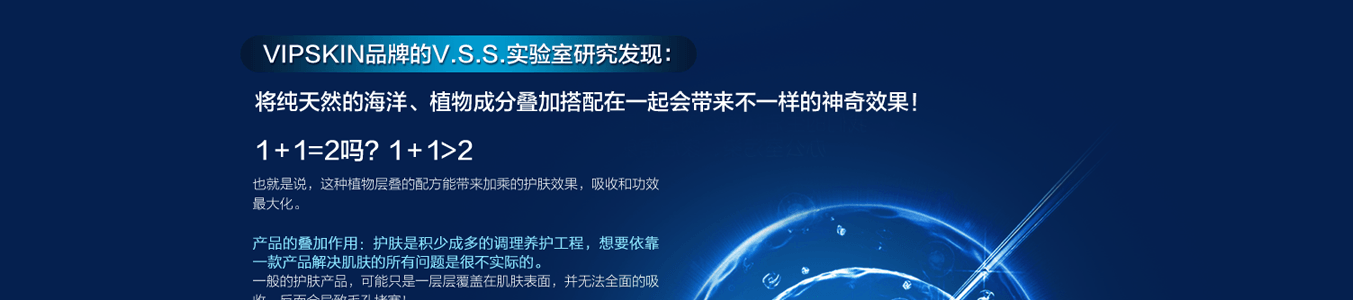 VIPSKIN品牌的V.S.S.实验室研究发现：
将纯天然的海洋、植物成分叠加搭配在一起会带来不一样的神奇效果！
1+1=2吗？1+1>2
也就是说，这种植物层叠的配方能带来加乘的护肤效果，吸收和功效
最大化。
产品的叠加作用：护肤是积少成多的调理养护工程，想要依靠
一款产品解决肌肤的所有问题是很不实际的。
一般的护肤产品，可能只是一层层覆盖在肌肤表面，并无法全面的吸